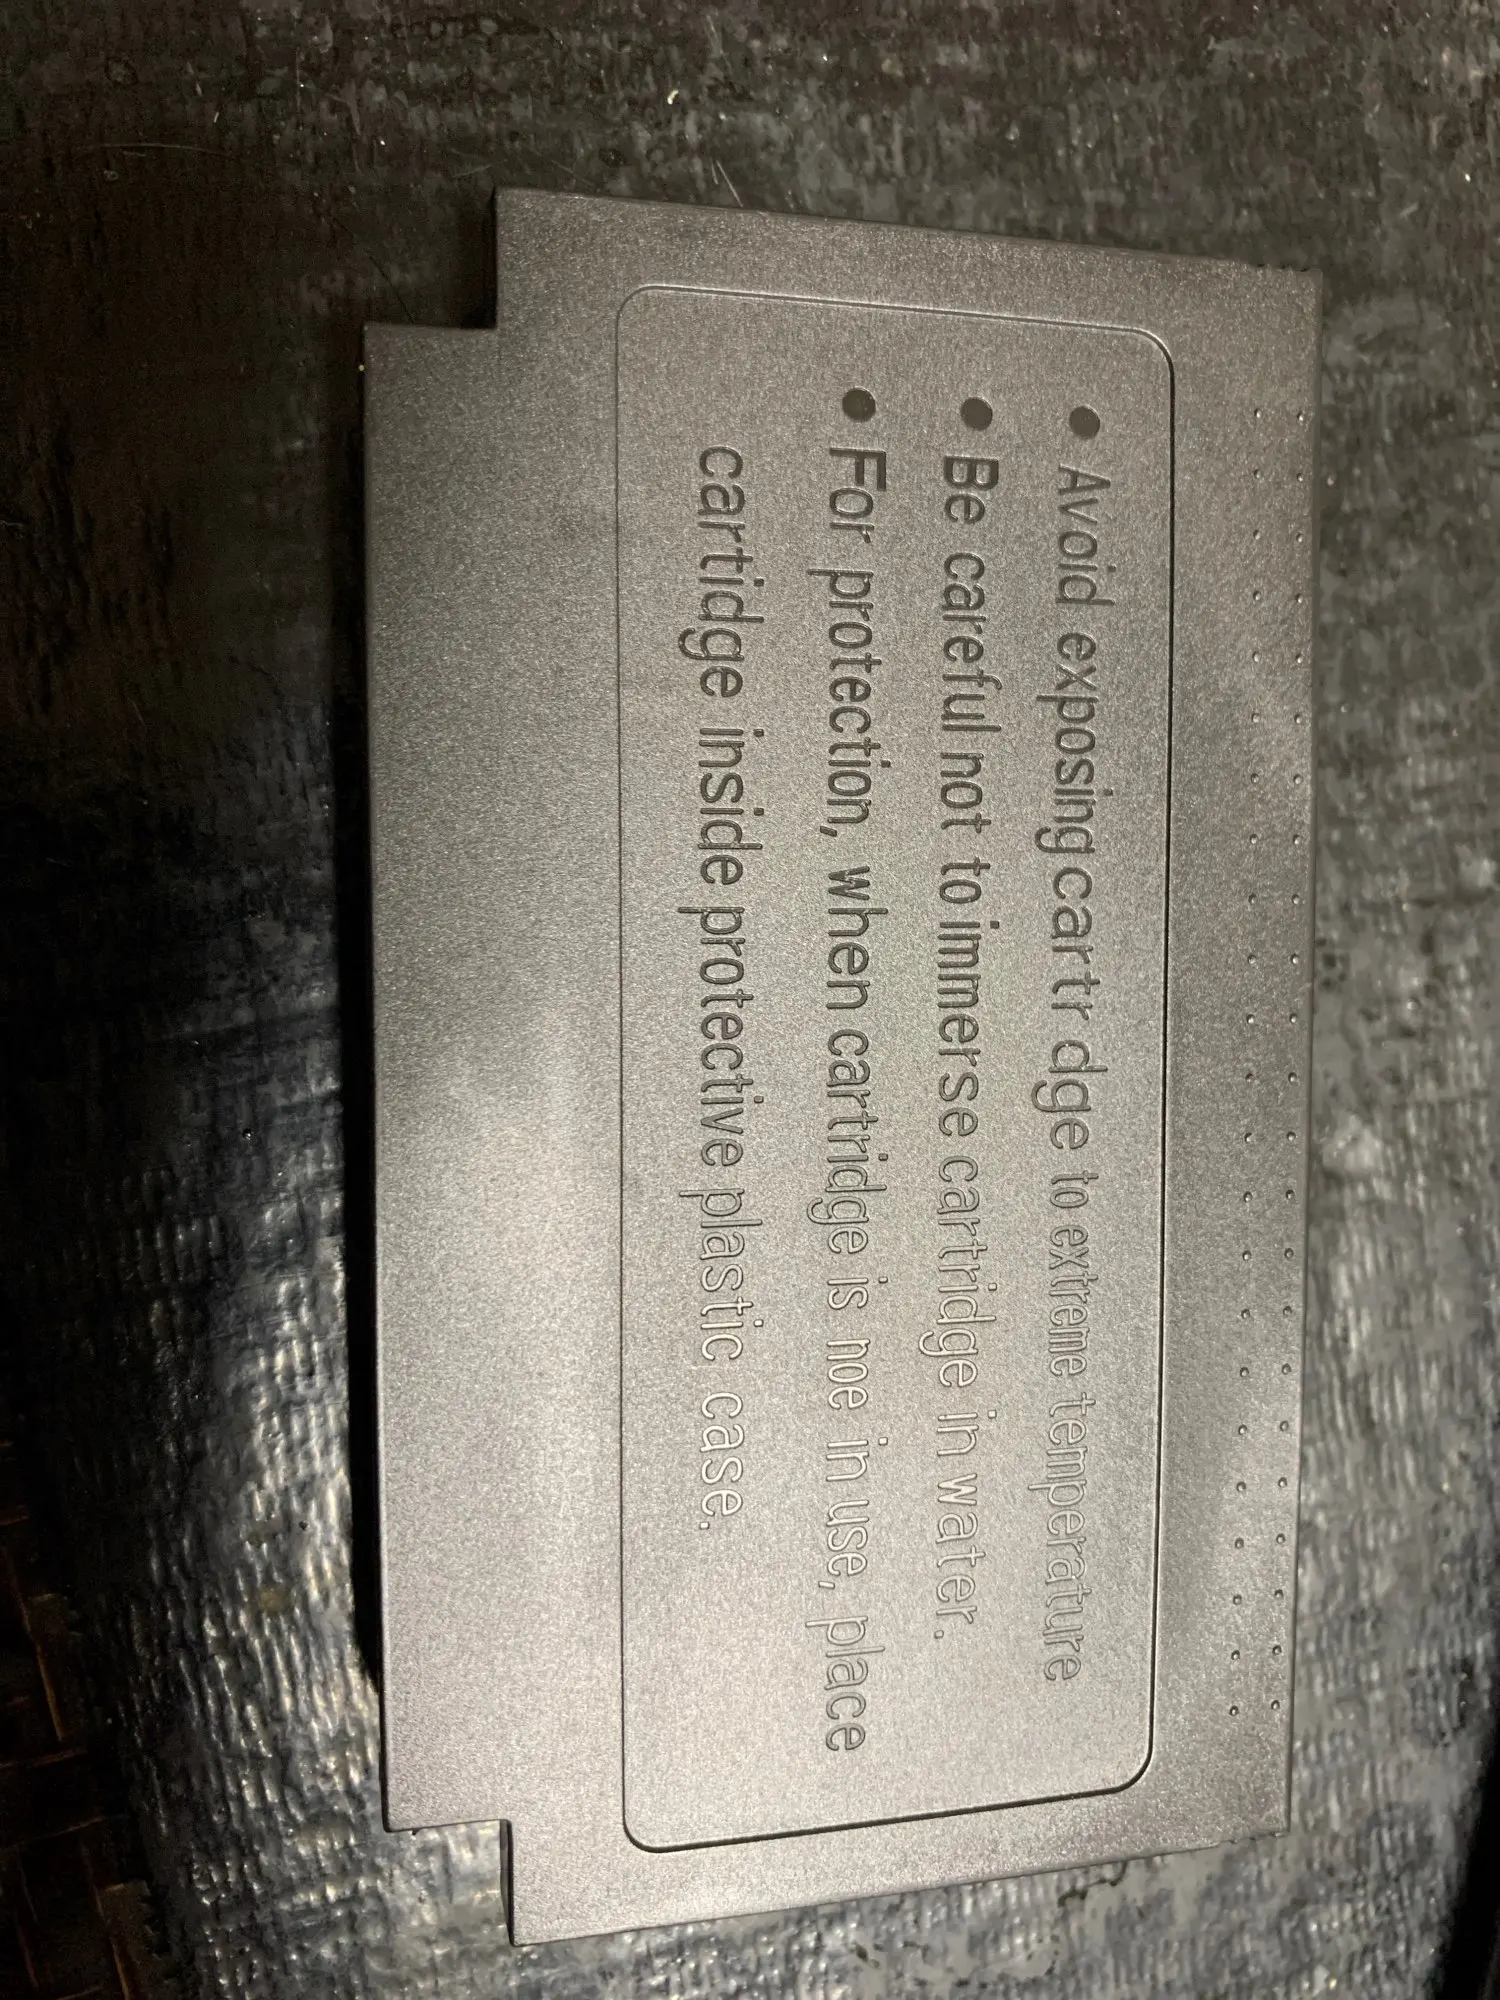 ● Avoid exposing cartr dge to extreme temperature
● Be careful not to immerse cartridge in water.
● For protection, when cartridge is noe in use, place
cartidge inside protective plastic case.